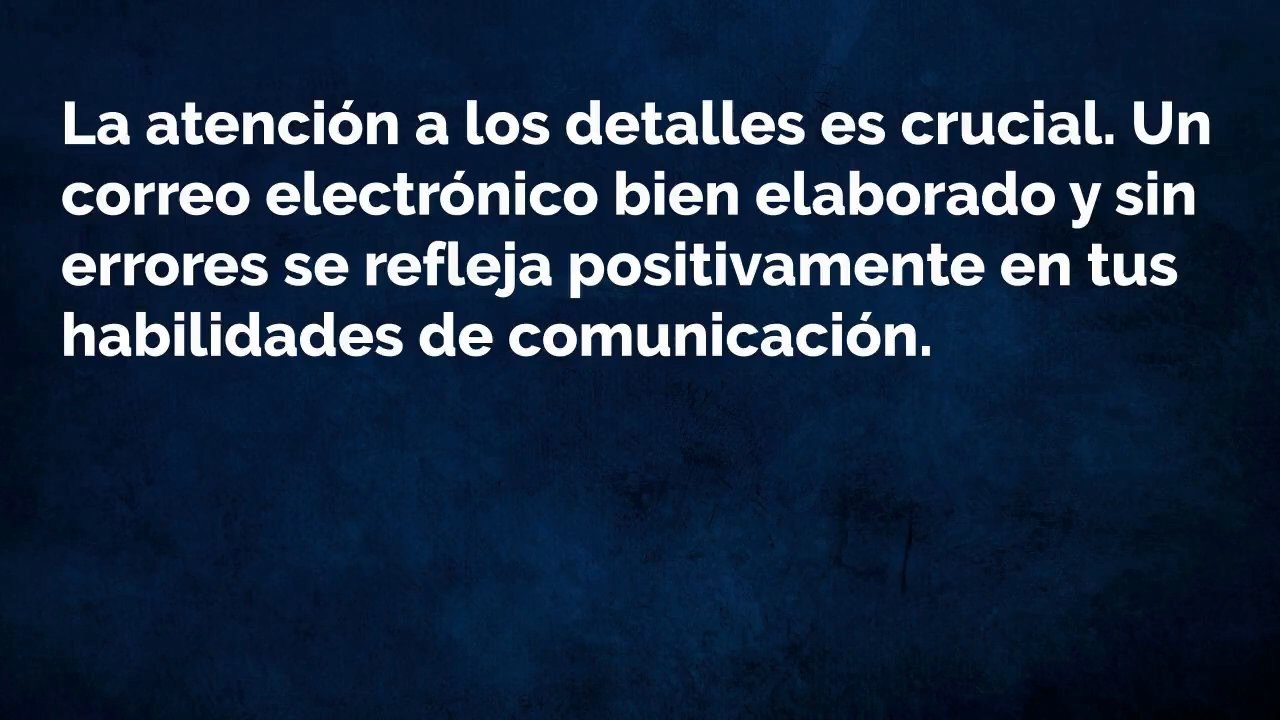 La atención a los detalles es crucial. Un
correo electrónico bien elaborado y sin
errores se refleja positivamente en tus
habilidades de comunicación.